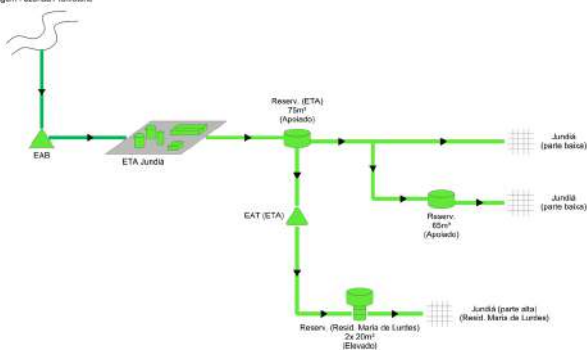 EAB
ETA Jundiá
Reserv. (ETA)
75m³
(Apoiado)
Jundiá
(parte baixa)
Jundiá
(parte baixa)
Reserv.
65m³
(Apoiado)
EAT (ETA)
Reserv. (Resid. Maria de Lurdes)
2x 20m³
(Elevado)
Jundiá (parte alta)
(Resid. Maria de Lurdes)